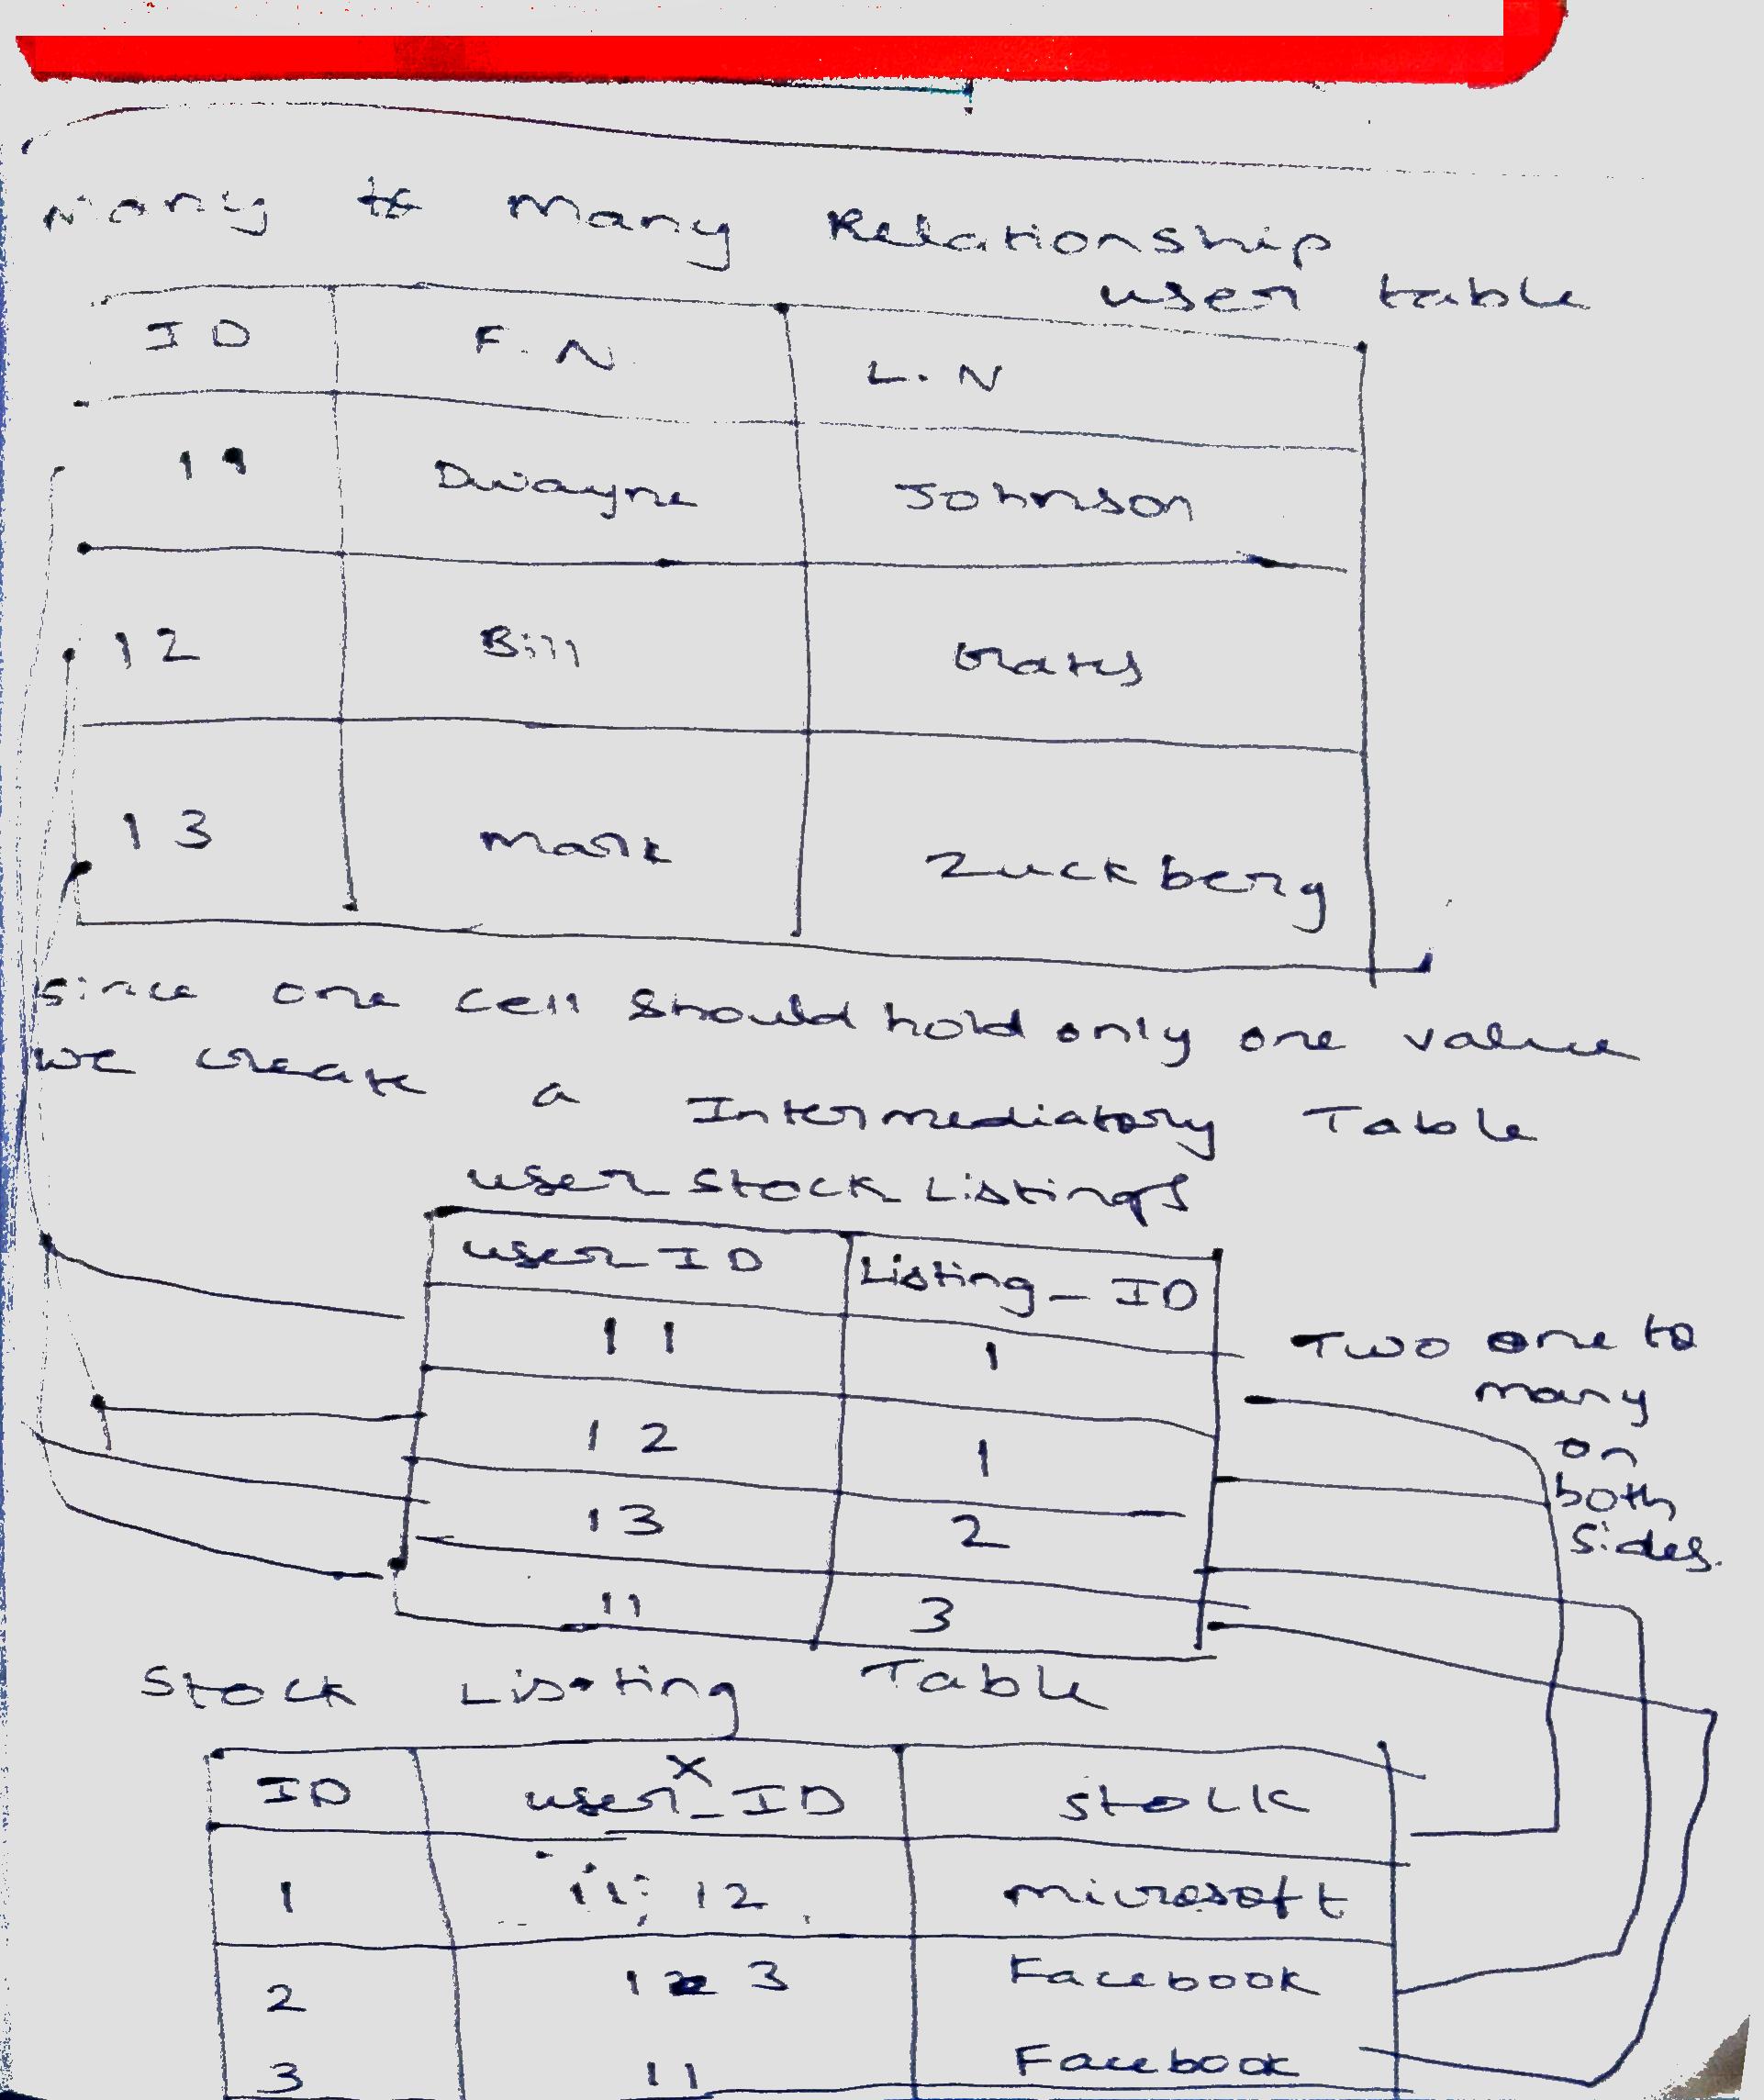 Many to Many Relationship
user table
ID F.N L.N
11 Dwayne Johnson
12 Bill Gates
13 Mark Zuckberg
Since one cell should hold only one value
we create a Intermediatory Table
user stock Listings
user ID Listing_ID
11 1
12 1
13 2
11 3
Two one to
many
on
both
sides.
Stock Listing Table
ID user_ID stock
x
1 11; 12 microsoft
2 3 Facebook
3 11 Facebook